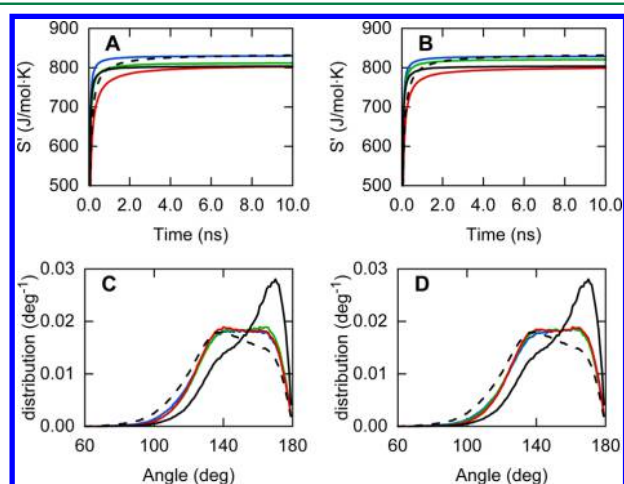 900
800
700
600
500
S' (J/mol·K)
A
0.0 2.0 4.0 6.0 8.0 10.0
Time (ns)
900
800
700
600
500
S' (J/mol·K)
B
0.0 2.0 4.0 6.0 8.0 10.0
Time (ns)
0.03
0.02
0.01
0.00
distribution (deg-1)
C
60 100 140 180
Angle (deg)
0.03
0.02
0.01
0.00
distribution (deg-1)
D
60 100 140 180
Angle (deg)